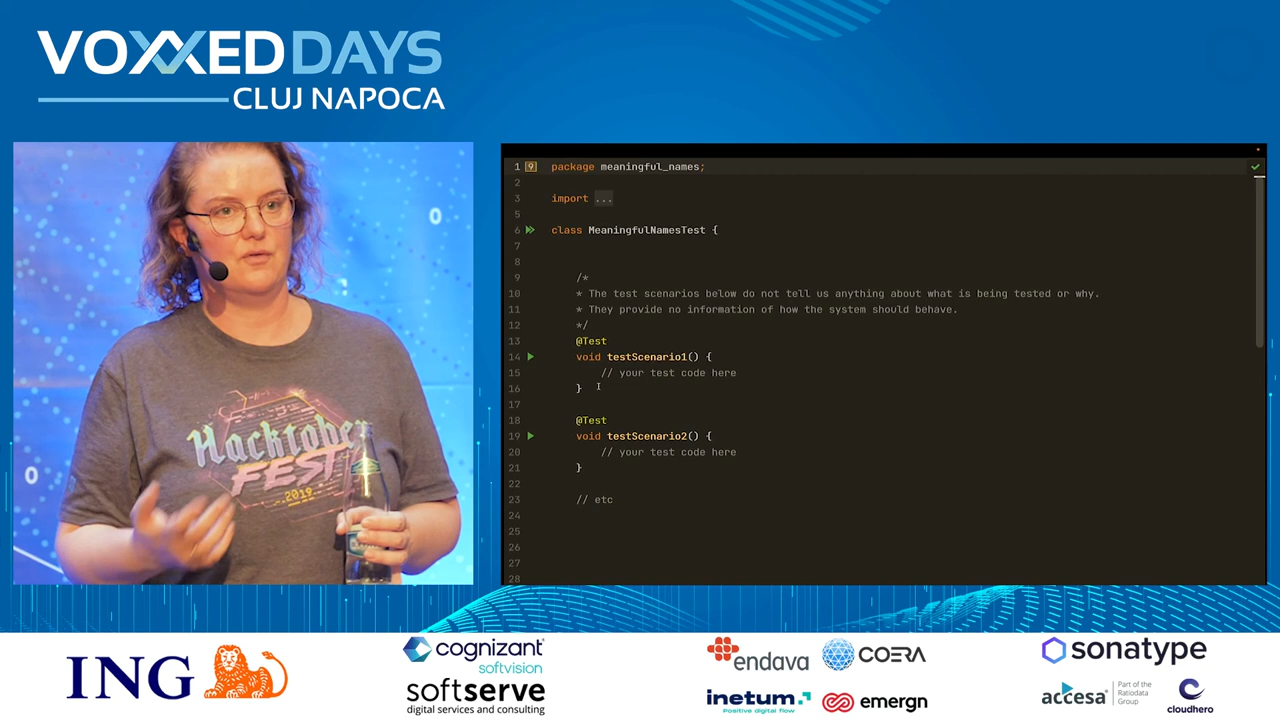 VOXXEDDAYS
CLUJ NAPOCA
Hacktober
FEST
2019
0
0
1 9 package meaningful_names;
2
3 import ...
5
6 class MeaningfulNamesTest {
7
8
9 /*
10 * The test scenarios below do not tell us anything about what is being tested or why.
11 * They provide no information of how the system should behave.
12 */
13 @Test
14 void testScenario1() {
15 // your test code here
16 }
17
18 @Test
19 void testScenario2() {
20 // your test code here
21 }
22
23 // etc
24
25
26
27
28
ING
cognizant
softvision
softserve
digital services and consulting
endava
COERA
inetum.
Positive digital flow
emergn
sonatype
accesa
Part of the
Ratiodata
Group
cloudhero